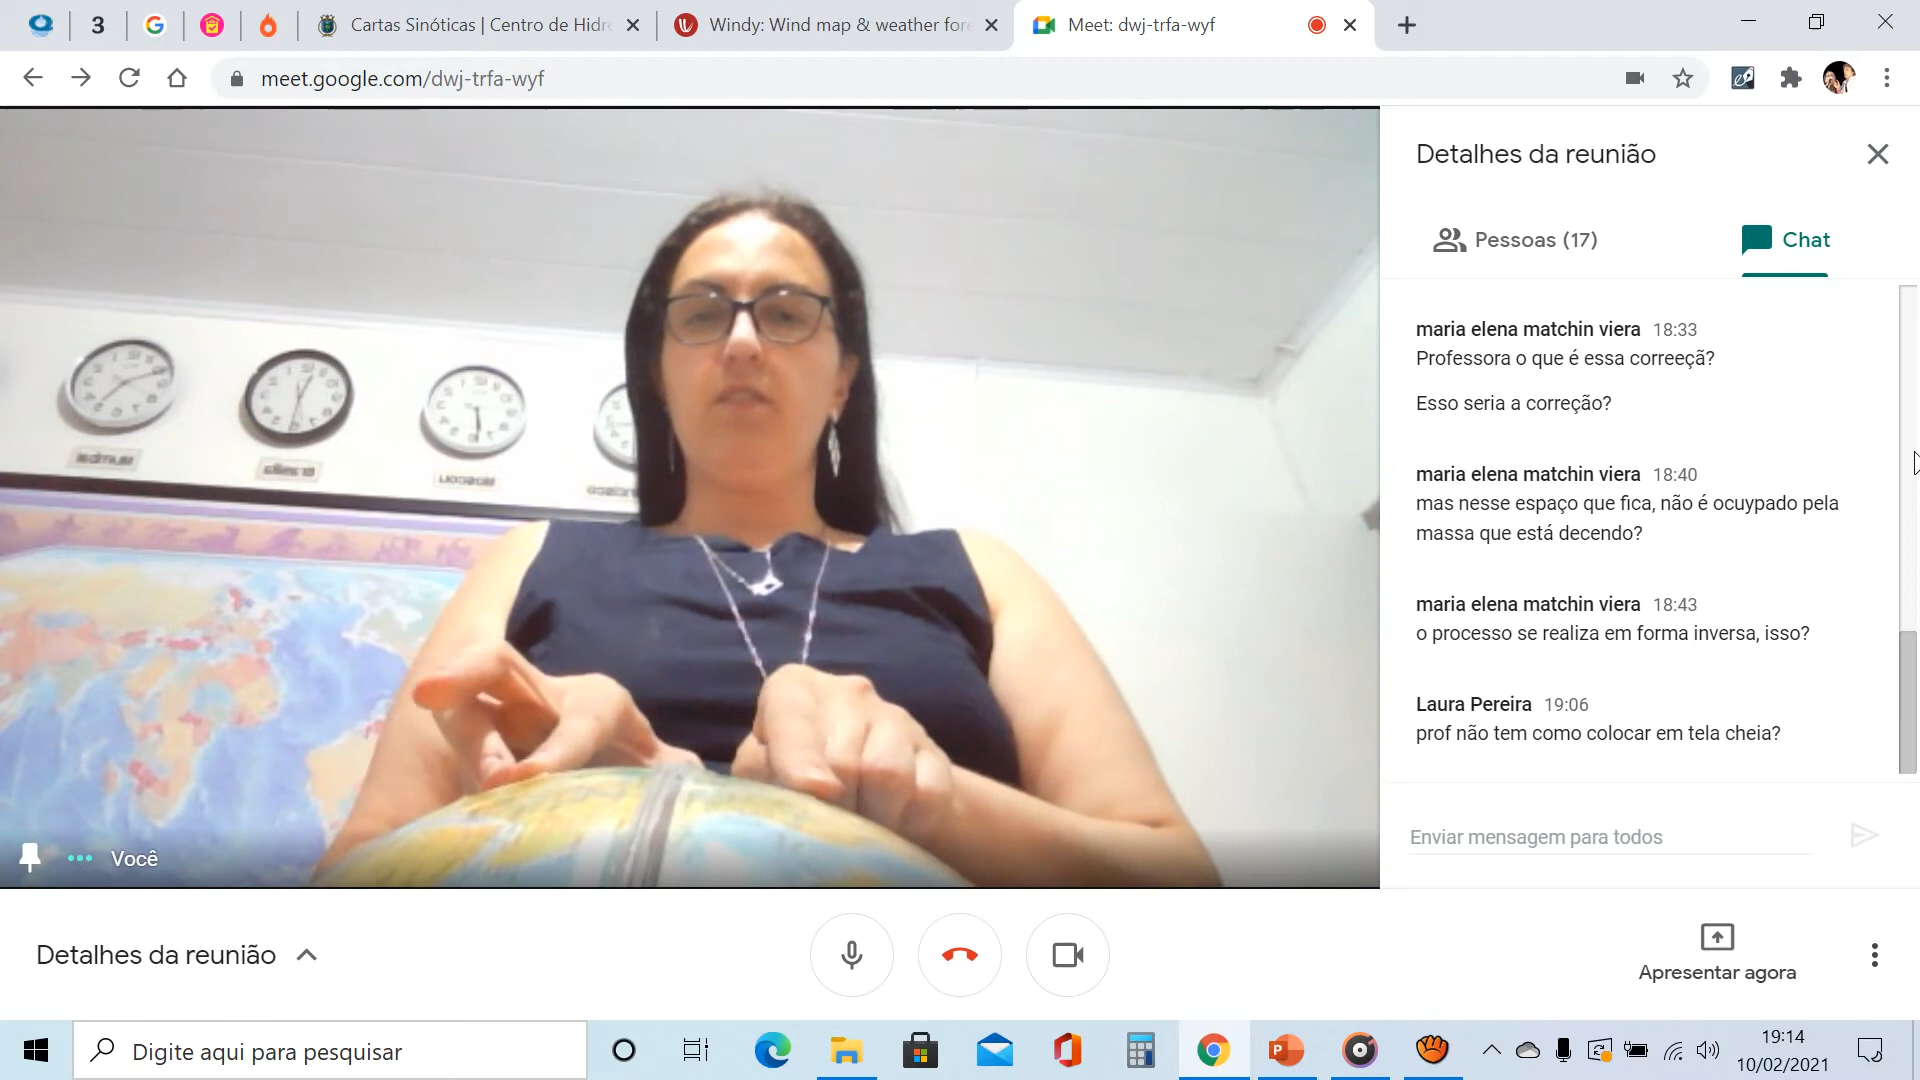 3
Cartas Sinóticas | Centro de Hidr
Windy: Wind map & weather fore
Meet: dwj-trfa-wyf
meet.google.com/dwj-trfa-wyf
Detalhes da reunião
Pessoas (17)
Chat
maria elena matchin viera 18:33
Professora o que é essa correeçã?
Esso seria a correção?
maria elena matchin viera 18:40
mas nesse espaço que fica, não é ocuypado pela
massa que está decendo?
maria elena matchin viera 18:43
o processo se realiza em forma inversa, isso?
Laura Pereira 19:06
prof não tem como colocar em tela cheia?
Enviar mensagem para todos
Você
Detalhes da reunião
Apresentar agora
Digite aqui para pesquisar
19:14
10/02/2021